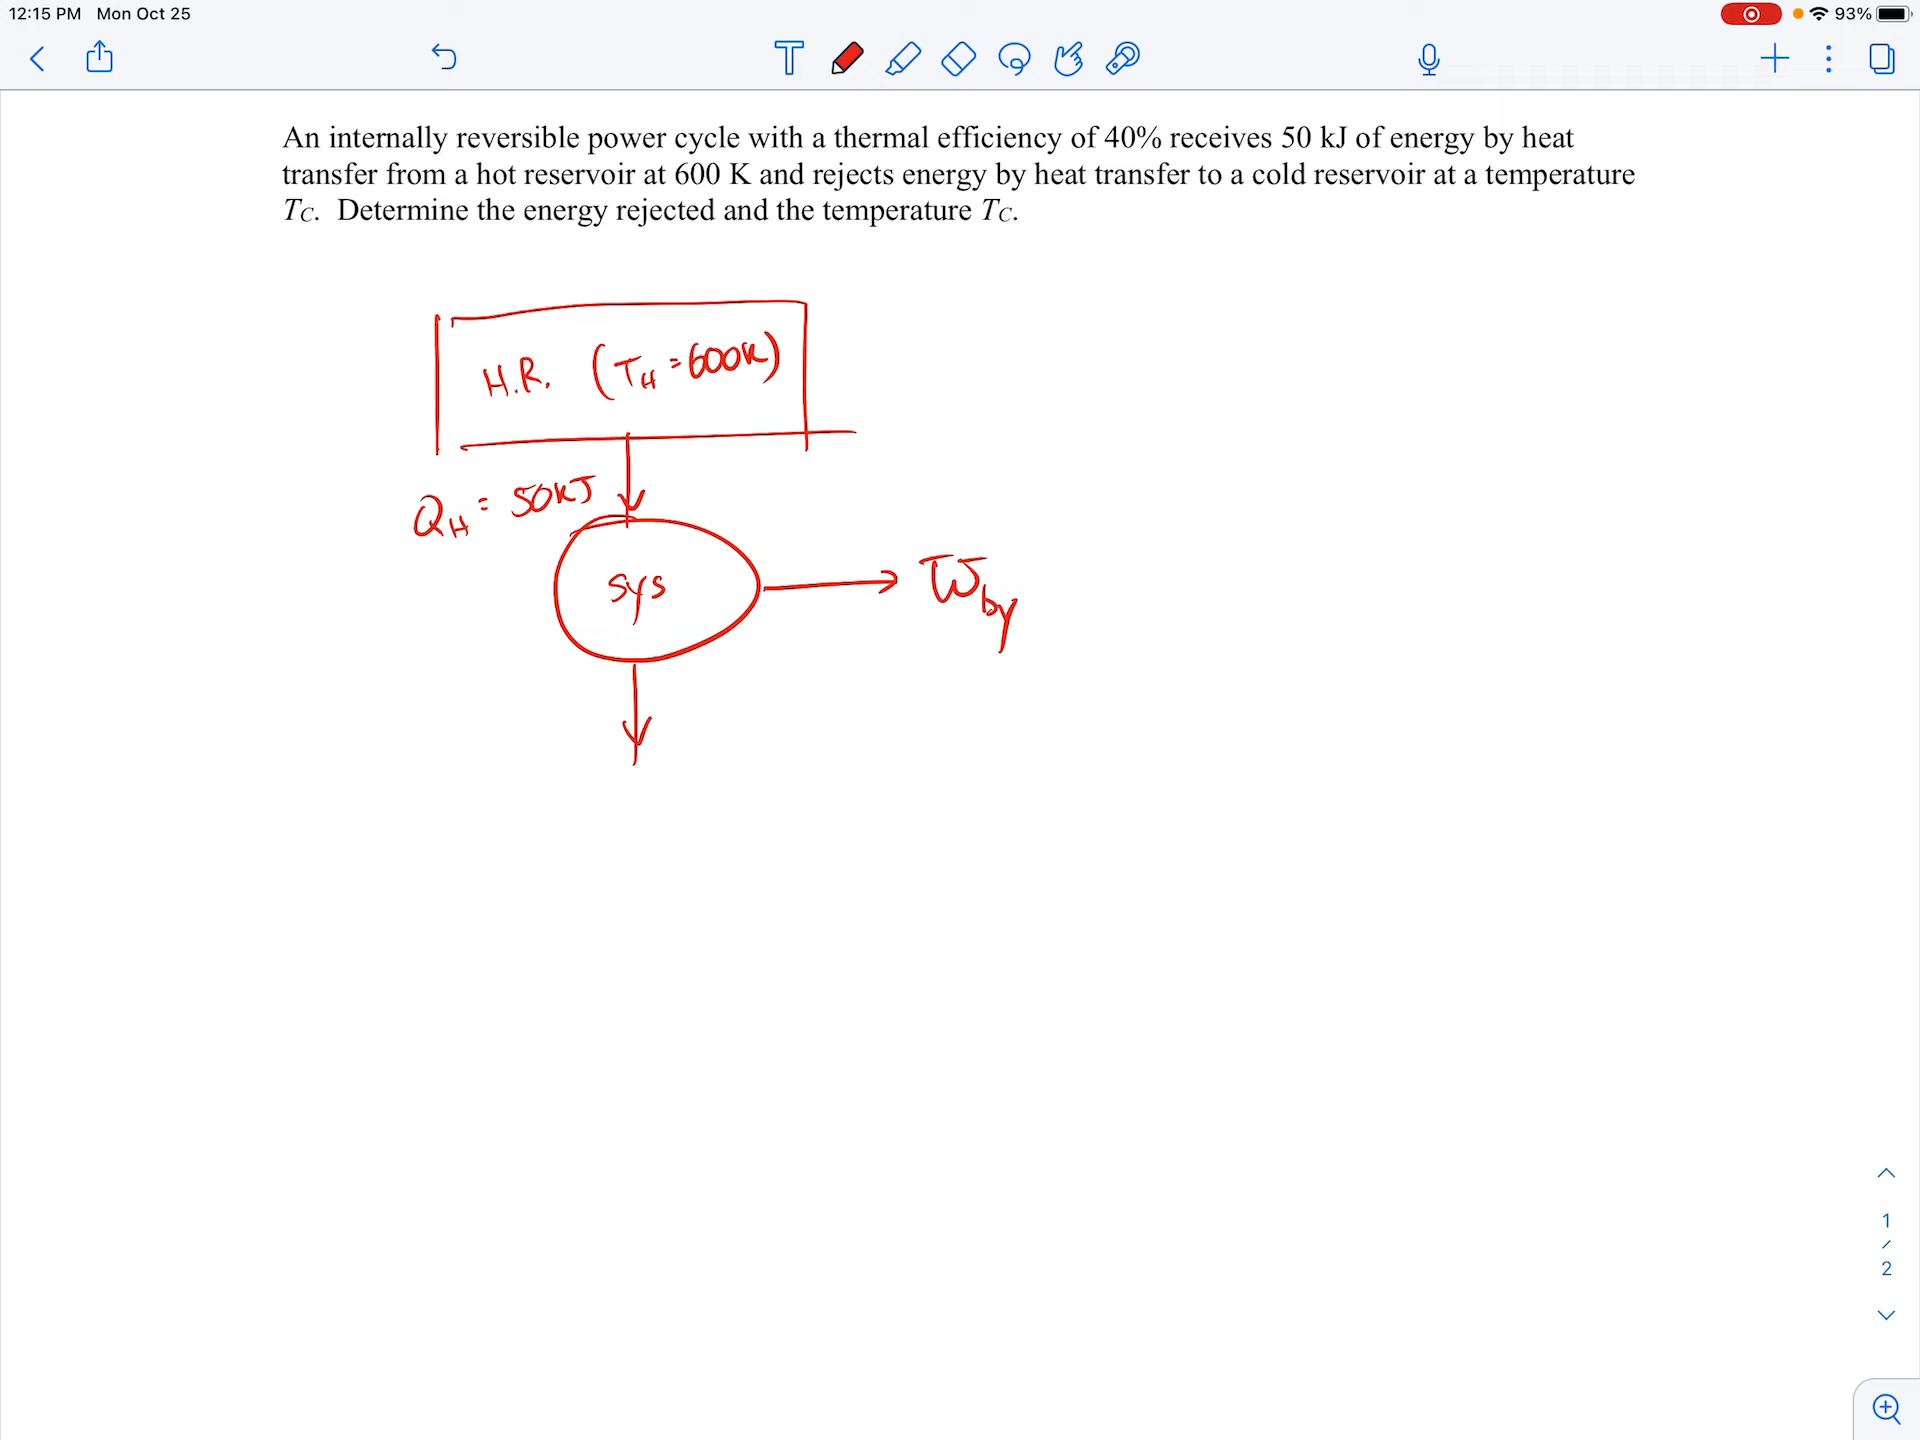 12:15 PM Mon Oct 25
93%
T
An internally reversible power cycle with a thermal efficiency of 40% receives 50 kJ of energy by heat
transfer from a hot reservoir at 600 K and rejects energy by heat transfer to a cold reservoir at a temperature
TC. Determine the energy rejected and the temperature TC.
H.R. (TH = 600K)
QH = 50KJ
sys
Wby
1
/
2